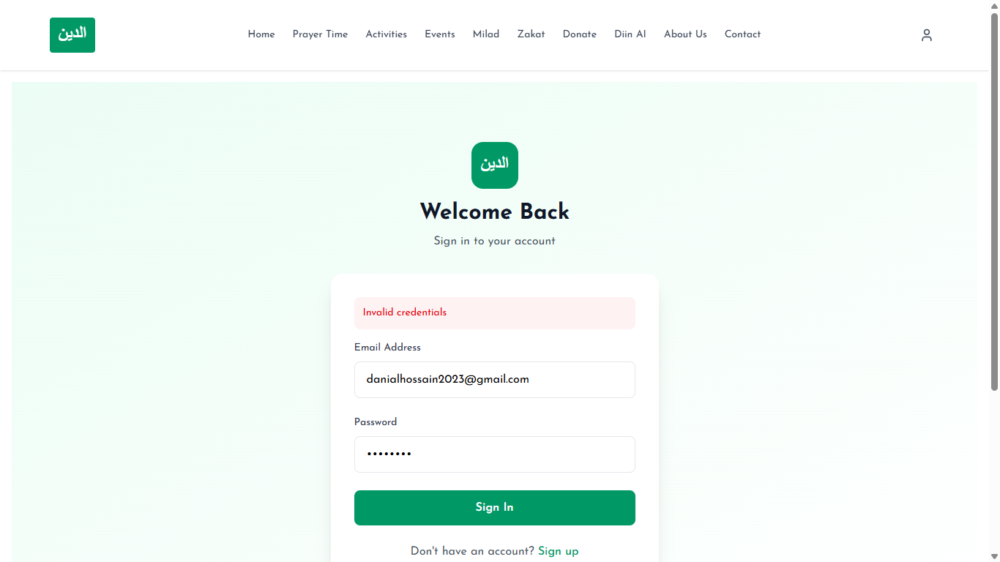 الدين
Home Prayer Time Activities Events Milad Zakat Donate Diin AI About Us Contact
الدين
Welcome Back
Sign in to your account
Invalid credentials
Email Address
danialhossain2023@gmail.com
Password
••••••••
Sign In
Don't have an account? Sign up